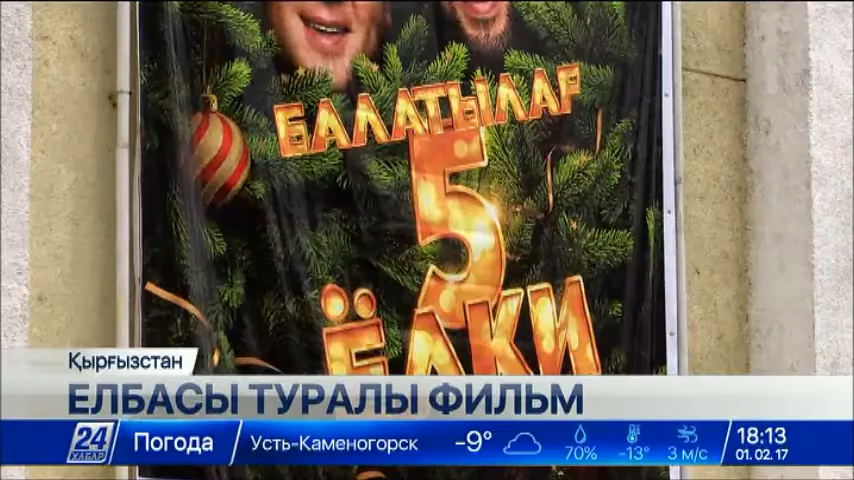 БАЛАТЫЛАР
5
ЁЛКИ
Қырғызстан
ЕЛБАСЫ ТУРАЛЫ ФИЛЬМ
24 ХАБАР Погода Усть-Каменогорск -9° 70% -13° 3 м/с 18:13
01.02.17